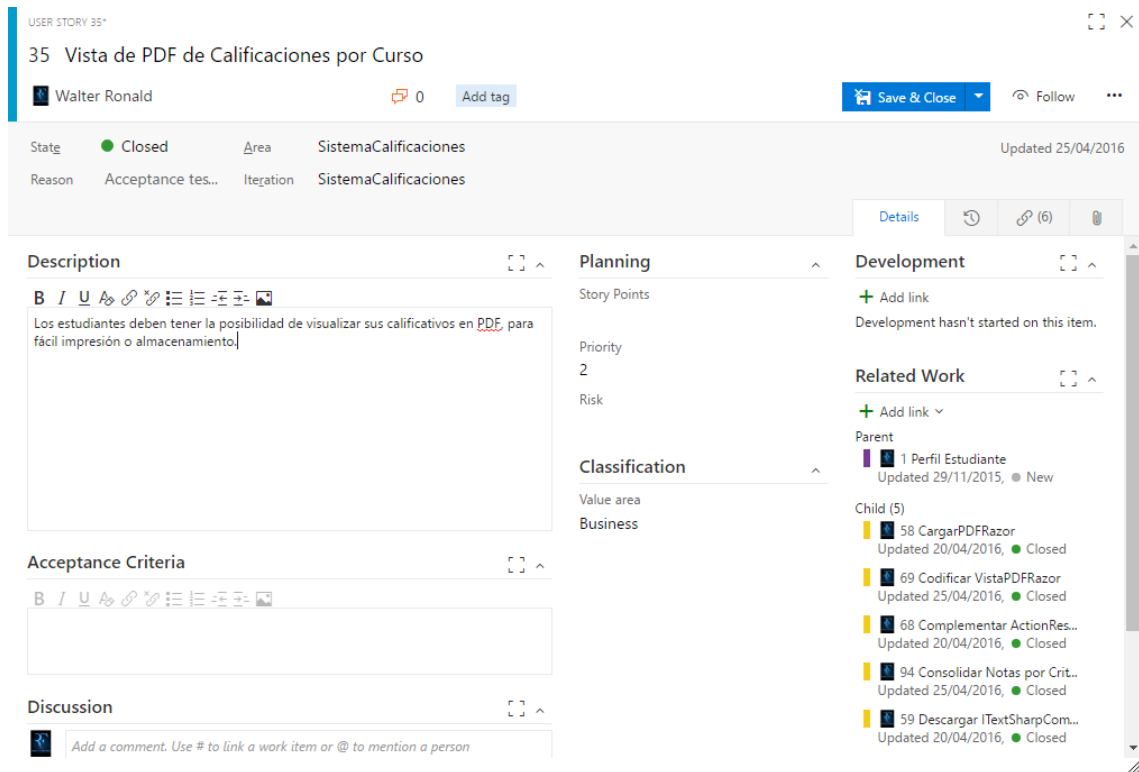 USER STORY 35*
35 Vista de PDF de Calificaciones por Curso
Walter Ronald
0
Add tag
Save & Close
Follow
State
Closed
Area
SistemaCalificaciones
Updated 25/04/2016
Reason
Acceptance tes...
Iteration
SistemaCalificaciones
Details
(6)
Description
B I U
Los estudiantes deben tener la posibilidad de visualizar sus calificativos en PDF, para
fácil impresión o almacenamiento.
Acceptance Criteria
B I U
Discussion
Add a comment. Use # to link a work item or @ to mention a person
Planning
Story Points
Priority
2
Risk
Classification
Value area
Business
Development
Add link
Development hasn't started on this item.
Related Work
Add link
Parent
1 Perfil Estudiante
Updated 29/11/2015, New
Child (5)
58 CargarPDFRazor
Updated 20/04/2016, Closed
69 Codificar VistaPDFRazor
Updated 25/04/2016, Closed
68 Complementar ActionRes...
Updated 20/04/2016, Closed
94 Consolidar Notas por Crit...
Updated 25/04/2016, Closed
59 Descargar ITextSharpCom...
Updated 20/04/2016, Closed